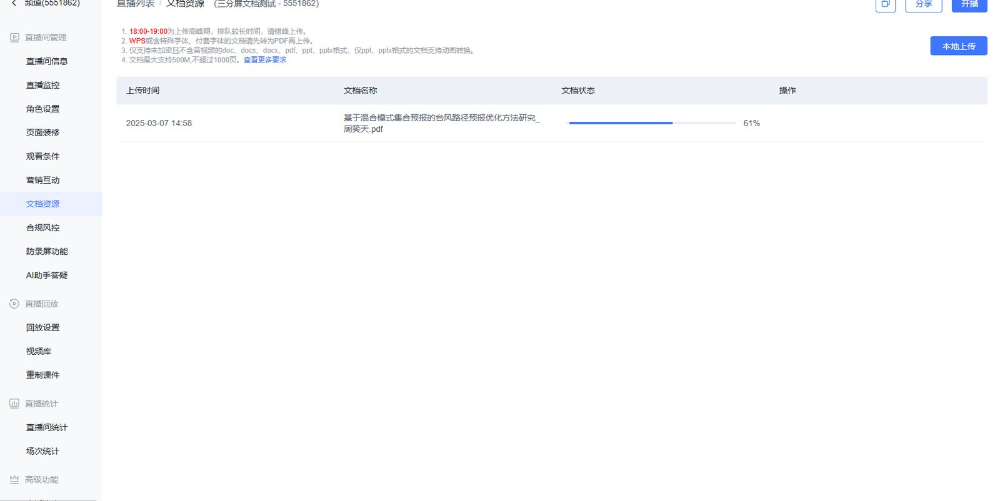 频道(5551862)
直播列表 / 文档资源 (三分屏文档测试 - 5551862)
分享
开播
1. 18:00-19:00为上传高峰期，排队较长时间，请错峰上传。
2. WPS或含特殊字体、付费字体的文档请先转为PDF再上传。
3. 仅支持未加密且不含音视频的doc、docs、docx、pdf、ppt、pptx格式，仅ppt、pptx格式的文档支持动画转换。
4. 文档最大支持500M,不超过1000页。查看更多要求
本地上传
上传时间
文档名称
文档状态
操作
2025-03-07 14:58
基于混合模式集合预报的台风路径预报优化方法研究_
周笑天.pdf
61%
直播间管理
直播间信息
直播监控
角色设置
页面装修
观看条件
营销互动
文档资源
合规风控
防录屏功能
AI助手答疑
直播回放
回放设置
视频库
重制课件
直播统计
直播间统计
场次统计
高级功能